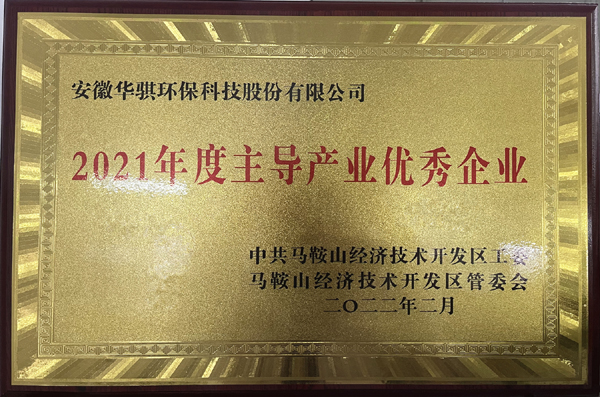 安徽华骐环保科技股份有限公司
2021年度主导产业优秀企业
中共马鞍山经济技术开发区工委
马鞍山经济技术开发区管委会
二〇二二年二月